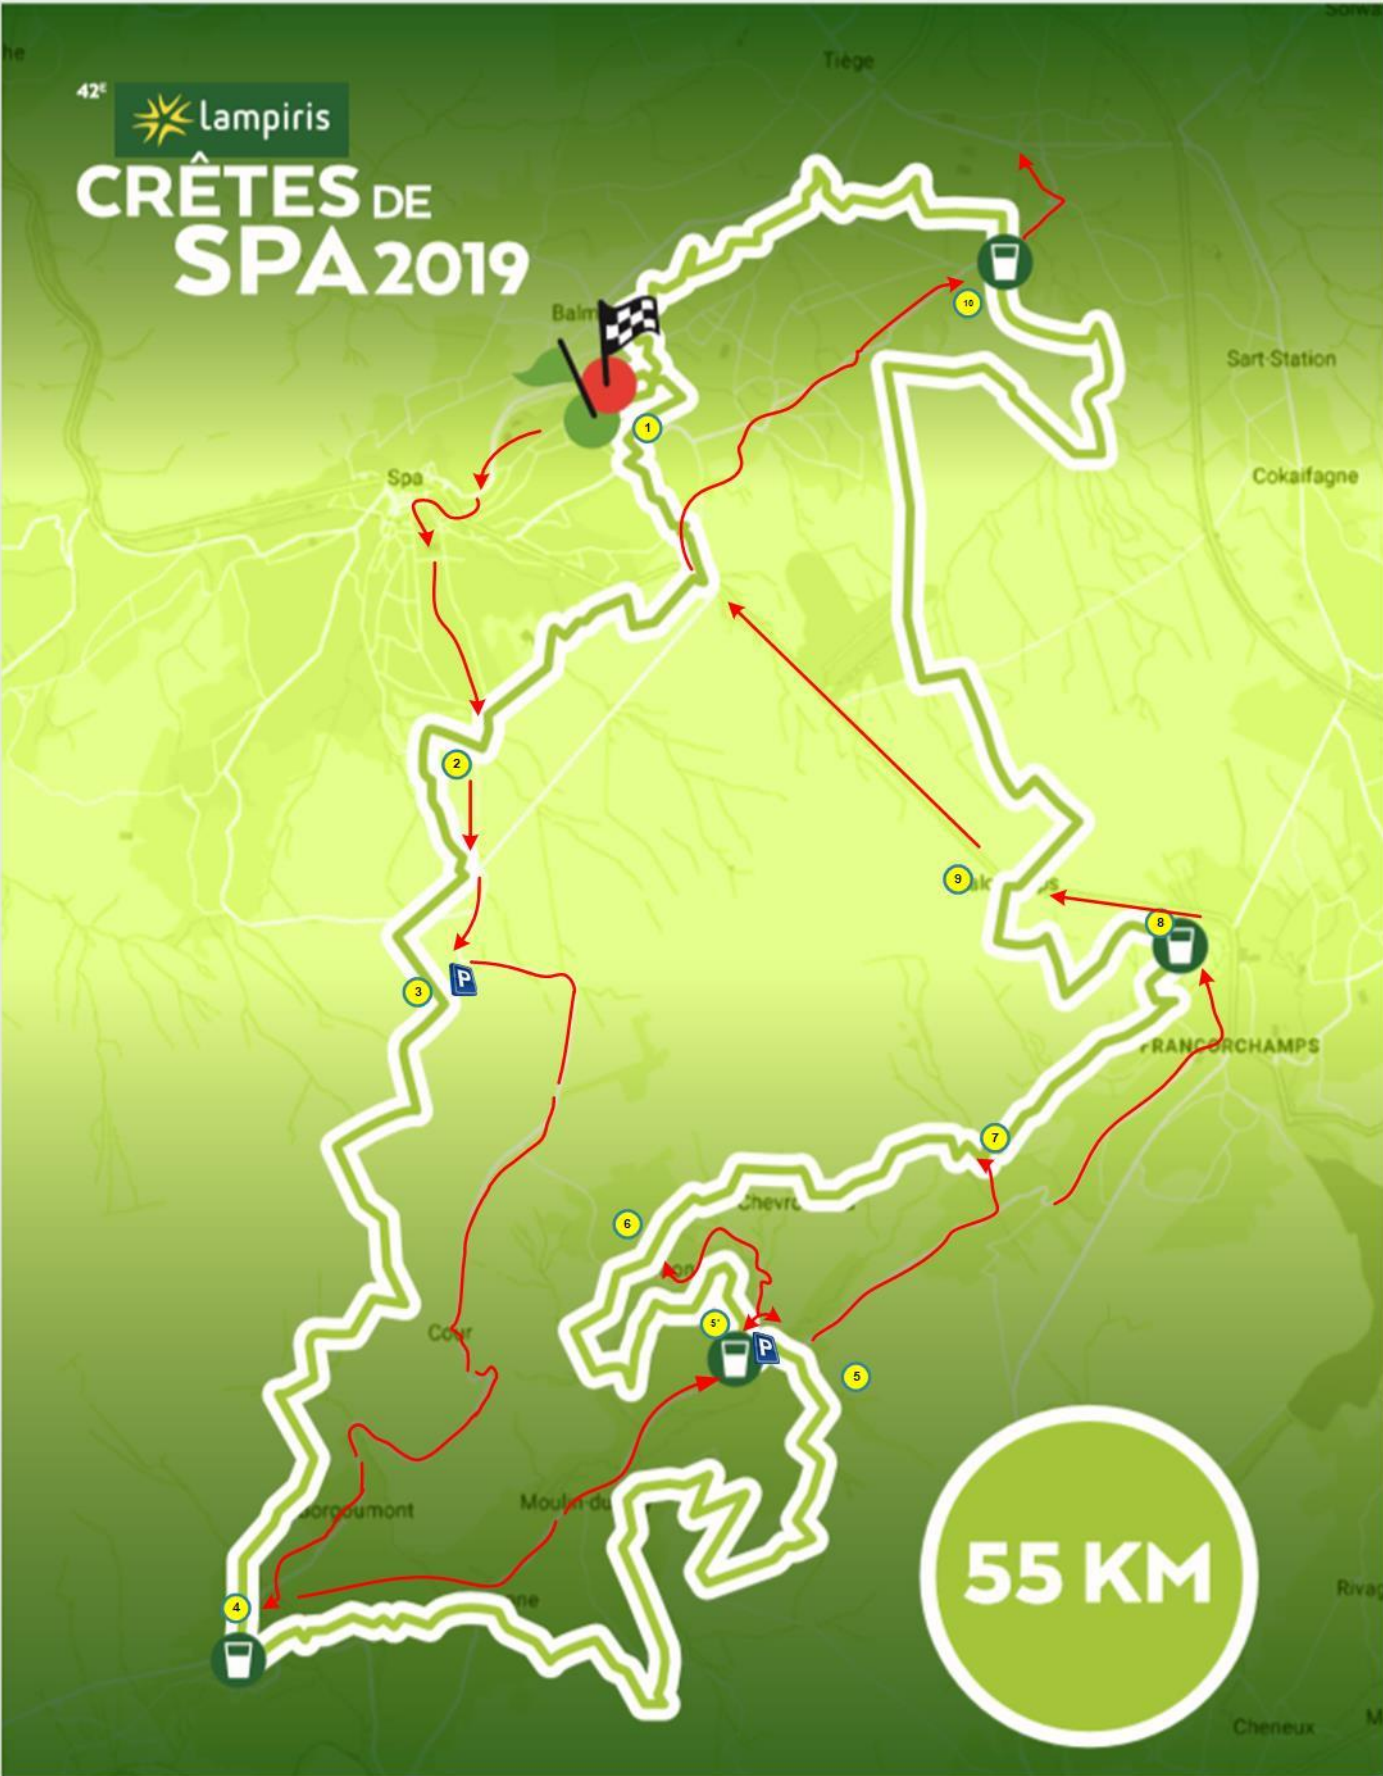 Tiège
42E
lampiris
CRÊTES DE
SPA 2019
Balm
Sart-Station
1
10
Spa
Cokaifagne
2
9
8
P
3
FRANCORCHAMPS
7
Chevro
6
5*
P
5
Cour
Borgoumont
Moulin-du
55 KM
4
Rivag
Cheneux